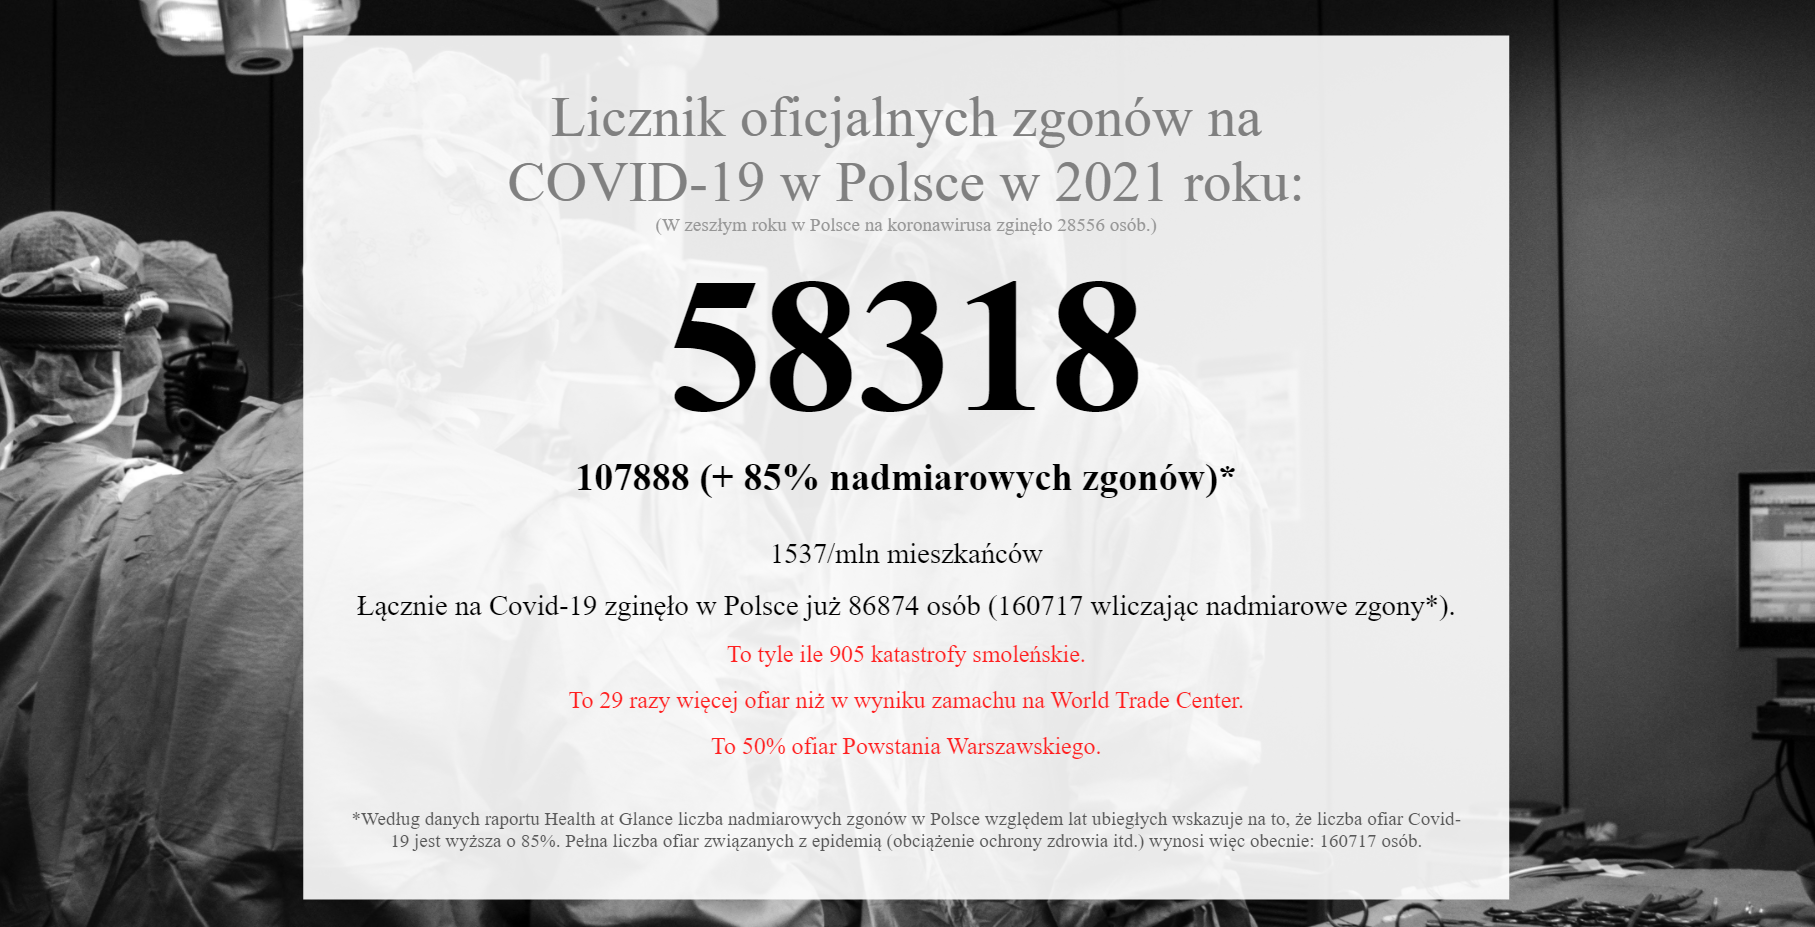 Licznik oficjalnych zgonów na
COVID-19 w Polsce w 2021 roku:
(W zeszłym roku w Polsce na koronawirusa zginęło 28556 osób.)
58318
107888 (+ 85% nadmiarowych zgonów)*
1537/mln mieszkańców
Łącznie na Covid-19 zginęło w Polsce już 86874 osób (160717 wliczając nadmiarowe zgony*).
To tyle ile 905 katastrofy smoleńskie.
To 29 razy więcej ofiar niż w wyniku zamachu na World Trade Center.
To 50% ofiar Powstania Warszawskiego.
*Według danych raportu Health at Glance liczba nadmiarowych zgonów w Polsce względem lat ubiegłych wskazuje na to, że liczba ofiar Covid-
19 jest wyższa o 85%. Pełna liczba ofiar związanych z epidemią (obciążenie ochrony zdrowia itd.) wynosi więc obecnie: 160717 osób.